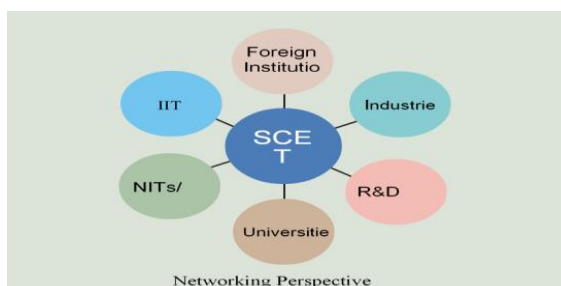 Foreign
Institutio
IIT
Industrie
SCE
T
NITs/
R&D
Universitie
Networking Perspective